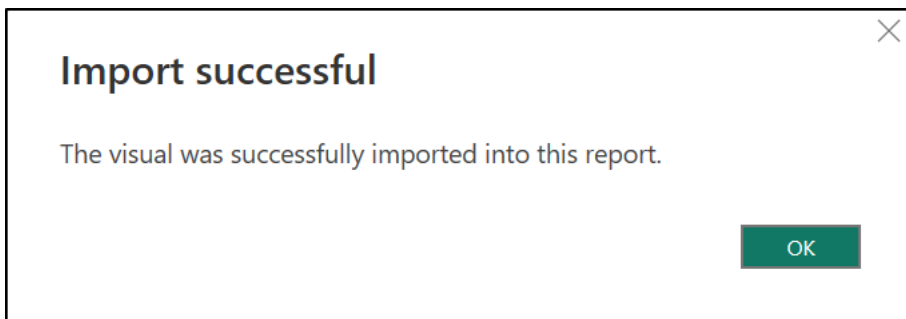 Import successful
The visual was successfully imported into this report.
OK